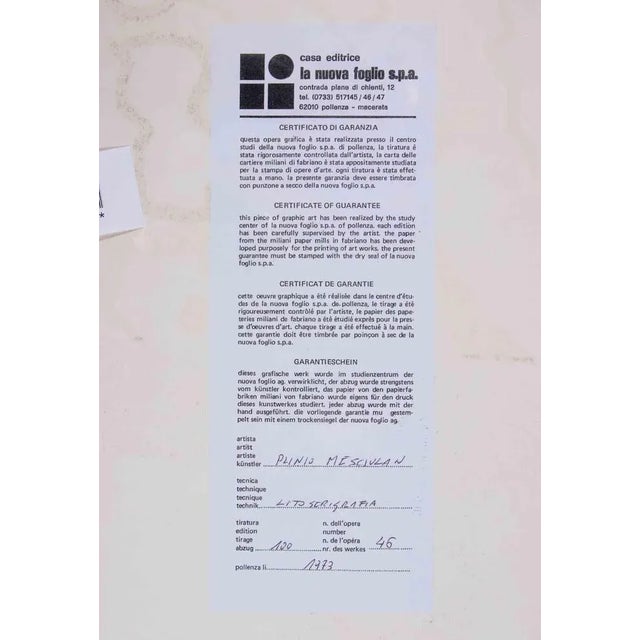 casa editrice
la nuova foglio s.p.a.
contrada piane di chienti, 12
tel. (0733) 517145/46/47
62010 pollenza - macerata
CERTIFICATO DI GARANZIA
questa opera grafica è stata realizzata presso il centro
studi della nuova foglio s.p.a. di pollenza, la tiratura è
stata rigorosamente controllata dall'artista, la carta delle
cartiere miliani di fabriano è stata appositamente studiata
per la stampa di opere d'arte. ogni tiratura è stata effet-
tuata a mano. la presente garanzia deve essere timbrata
con punzone a secco della nuova foglio s.p.a.
CERTIFICATE OF GUARANTEE
this piece of graphic art has been realized by the study
center of la nuova foglio s.p.a. of pollenza. each edition
has been carefully supervised by the artist. the paper
from the miliani paper mills in fabriano has been deve-
loped purposely for the printing of art works. the present
guarantee must be stamped with the dry seal of la nuova
foglio s.p.a.
CERTIFICAT DE GARANTIE
cette oeuvre graphique a été réalisée dans le centre d'étu-
des de la nuova foglio s.p.a. de pollenza, le tirage a été
rigoureusement contrôlé par l'artiste, le papier des pape-
teries miliani de fabriano a été étudié exprès pour la pres-
se d'oeuvres d'art. chaque tirage a été effectué à la main.
cette garantie doit être timbrée par poinçon à sec de la
nuova foglio s.p.a.
GARANTIESCHEIN
dieses grafische werk wurde im studienzentrum der
nuova foglio ag. verwirklicht, der abzug wurde strengstens
vom künstler kontrolliert, das papier von den papierfa-
briken miliani von fabriano wurde eigens für den druck
dieses kunstwerkes studiert. jeder abzug wurde mit der
hand ausgeführt. die vorliegende garantie mu gestem-
pelt sein mit einem trockensiegel der nuova foglio ag.
artista
artitt
artiste
künstler PLINIO MESCIULAN
tecnica
technique
tecnique
technik LITOSERIGRAFIA
tiratura n. dell'opera
edition number
tirage n. de l'opéra
abzug 100 nr. des werkes 46
pollenza li 1973